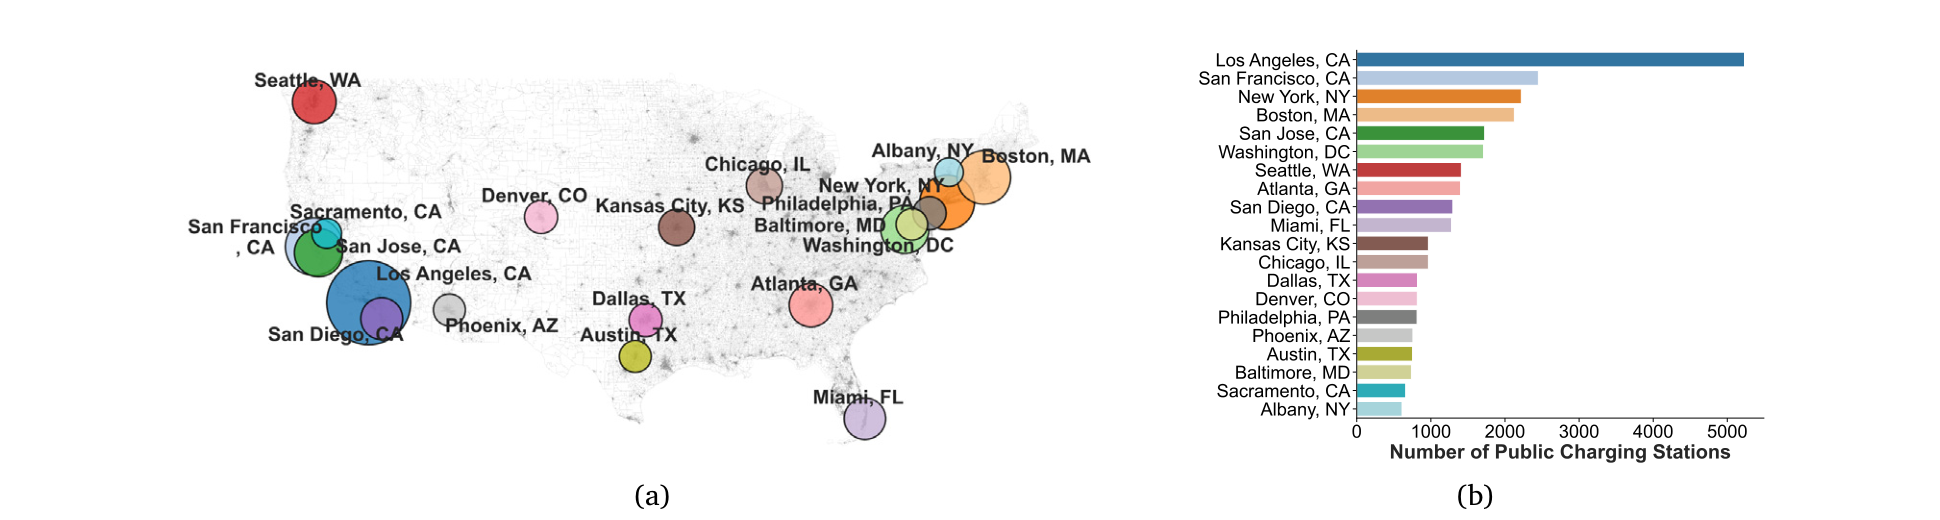 Seattle, WA
Albany, NY
Boston, MA
Chicago, IL
New York, NY
Denver, CO
Kansas City, KS
Philadelphia, PA
Sacramento, CA
San Francisco
, CA
Baltimore, MD
San Jose, CA
Washington, DC
Los Angeles, CA
Atlanta, GA
Dallas, TX
Phoenix, AZ
San Diego, CA
Austin, TX
Miami, FL
(a)
Los Angeles, CA
San Francisco, CA
New York, NY
Boston, MA
San Jose, CA
Washington, DC
Seattle, WA
Atlanta, GA
San Diego, CA
Miami, FL
Kansas City, KS
Chicago, IL
Dallas, TX
Denver, CO
Philadelphia, PA
Phoenix, AZ
Austin, TX
Baltimore, MD
Sacramento, CA
Albany, NY
0 1000 2000 3000 4000 5000
Number of Public Charging Stations
(b)